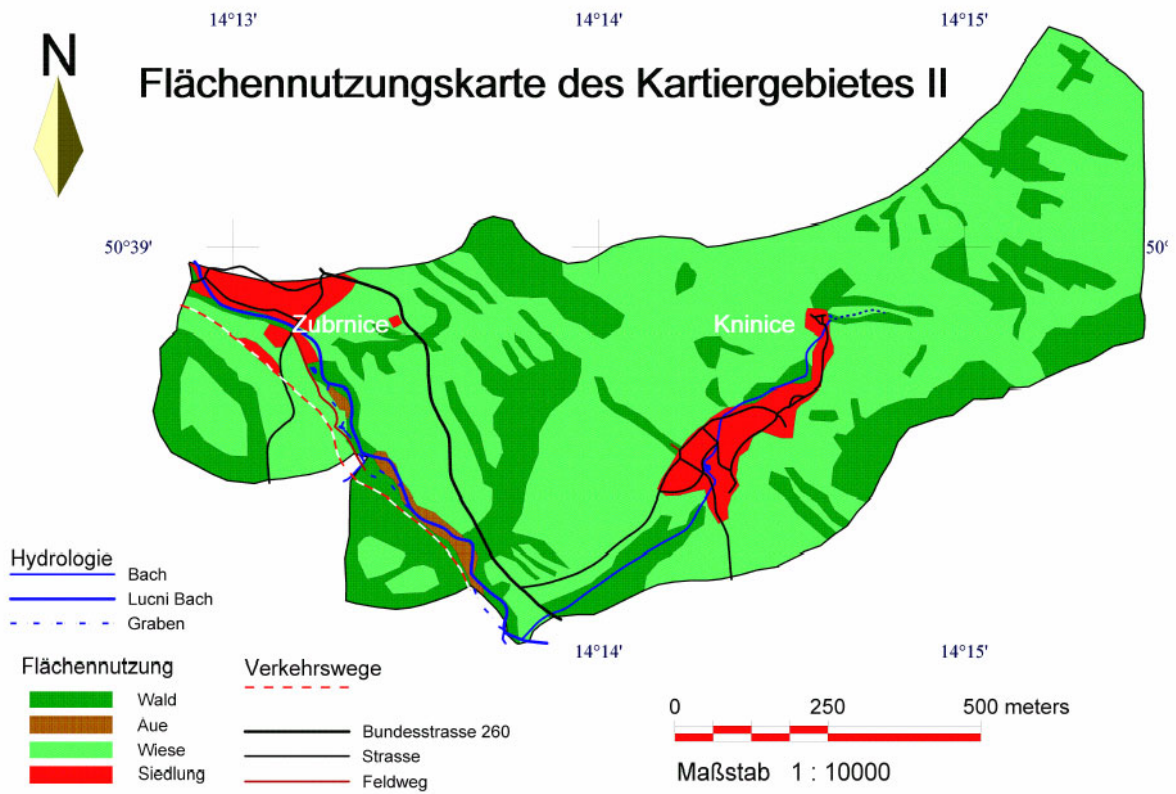 14°13' 14°14' 14°15'
N
Flächennutzungskarte des Kartiergebietes II
50°39' 50°
Zubrnice Kninice
Hydrologie
Bach
Lucni Bach
Graben
14°14' 14°15'
Flächennutzung
Wald
Aue
Wiese
Siedlung
Verkehrswege
Bundesstrasse 260
Strasse
Feldweg
0 250 500 meters
Maßstab 1 : 10000